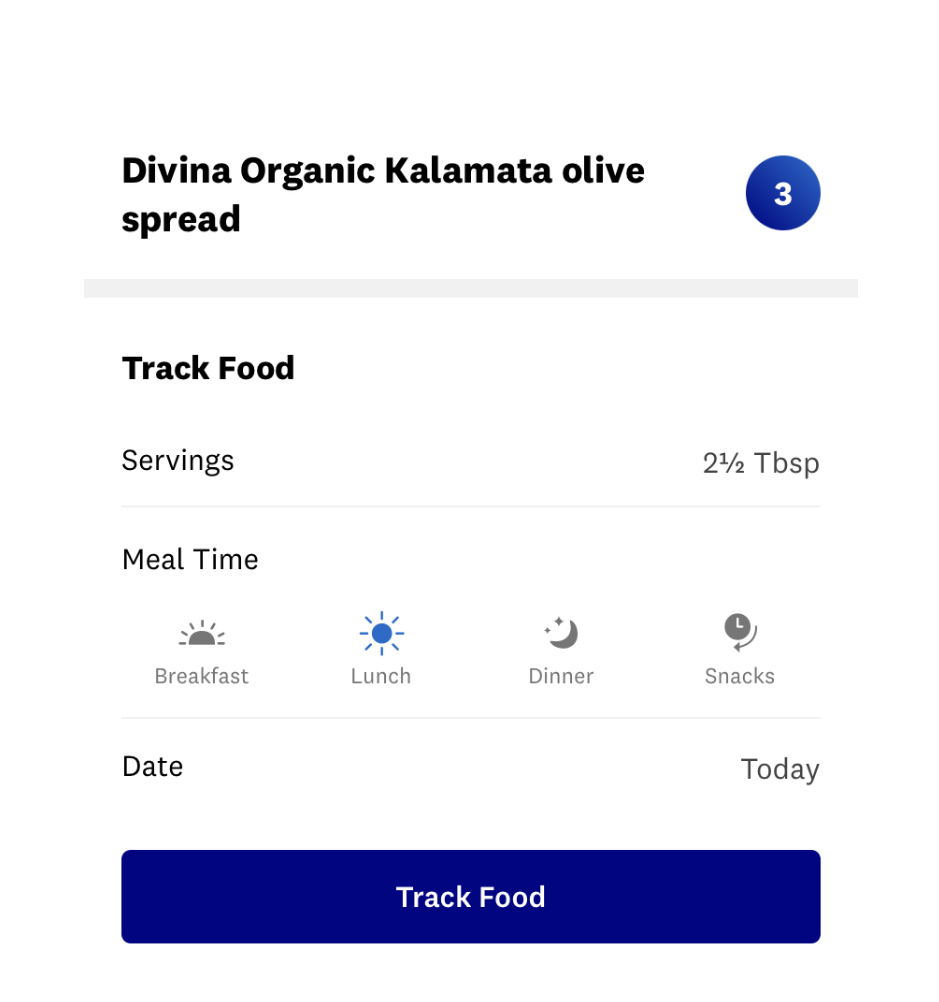 Divina Organic Kalamata olive
spread
3
Track Food
Servings
2½ Tbsp
Meal Time
Breakfast
Lunch
Dinner
Snacks
Date
Today
Track Food